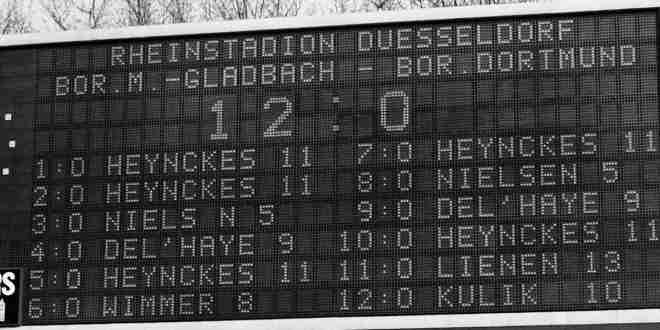 RHEINSTADION DUESSELDORF
BOR.M.-GLADBACH - BOR.DORTMUND
12:0
1:0 HEYNCKES 11 7:0 HEYNCKES 11
2:0 HEYNCKES 11 8:0 NIELSEN 5
3:0 NIELS N 5 9:0 DEL'HAYE 9
4:0 DEL'HAYE 9 10:0 HEYNCKES 11
5:0 HEYNCKES 11 11:0 LIENEN 13
6:0 WIMMER 8 12:0 KULIK 10